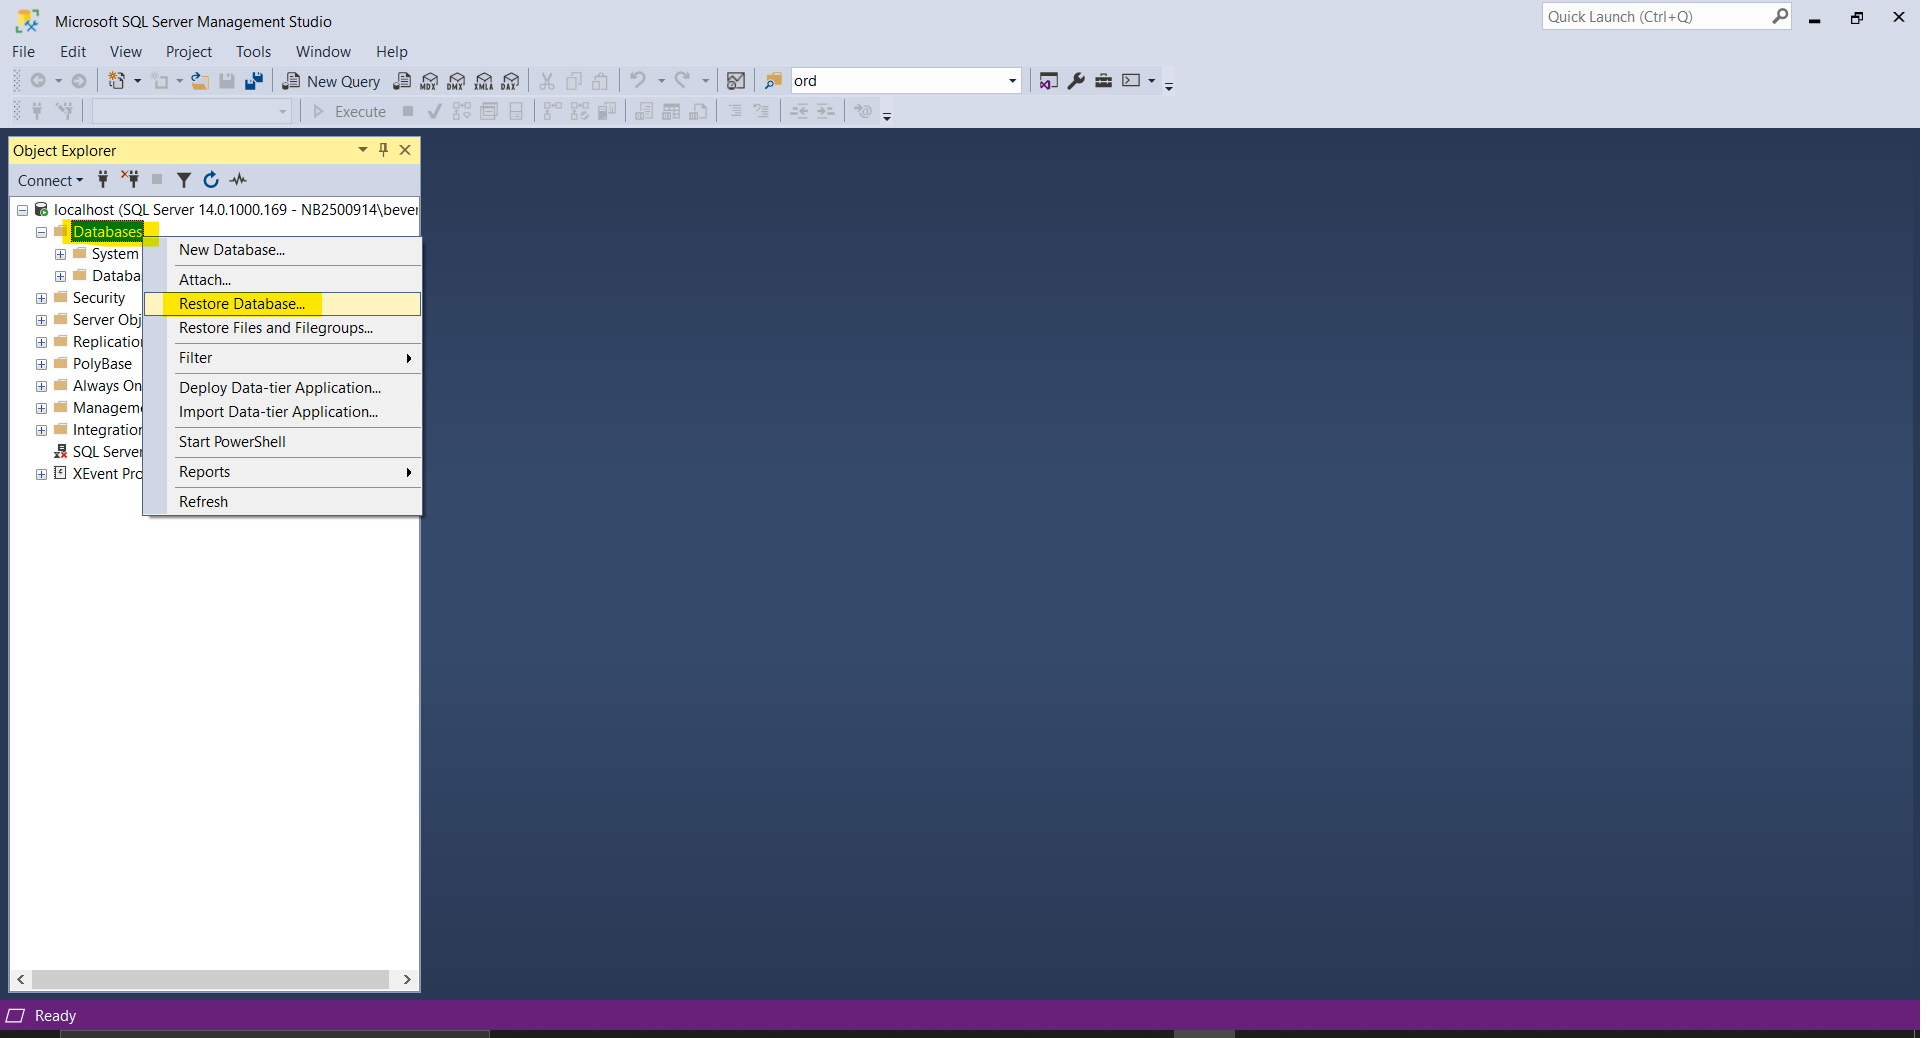 Microsoft SQL Server Management Studio
Quick Launch (Ctrl+Q)
File Edit View Project Tools Window Help
New Query MDX DMX XMLA DAX ord
Execute
Object Explorer
Connect
localhost (SQL Server 14.0.1000.169 - NB2500914\bever
Databases
System
Databa
Security
Server Obj
Replication
PolyBase
Always On
Managem
Integration
SQL Server
XEvent Pro
New Database...
Attach...
Restore Database...
Restore Files and Filegroups...
Filter
Deploy Data-tier Application...
Import Data-tier Application...
Start PowerShell
Reports
Refresh
Ready